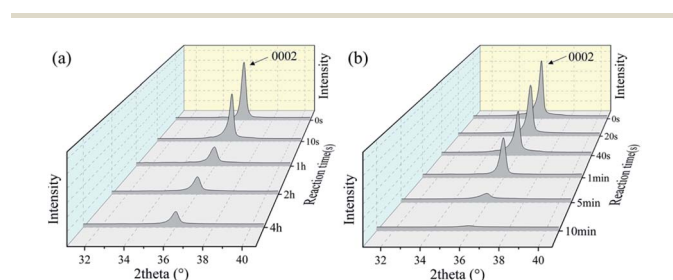 (a)
0002
Intensity
0s
10s
1h
2h
4h
Reaction time(s)
Intensity
32 34 36 38 40
2theta (°)
(b)
0002
Intensity
0s
20s
40s
1min
5min
10min
Reaction time(s)
Intensity
32 34 36 38 40
2theta (°)